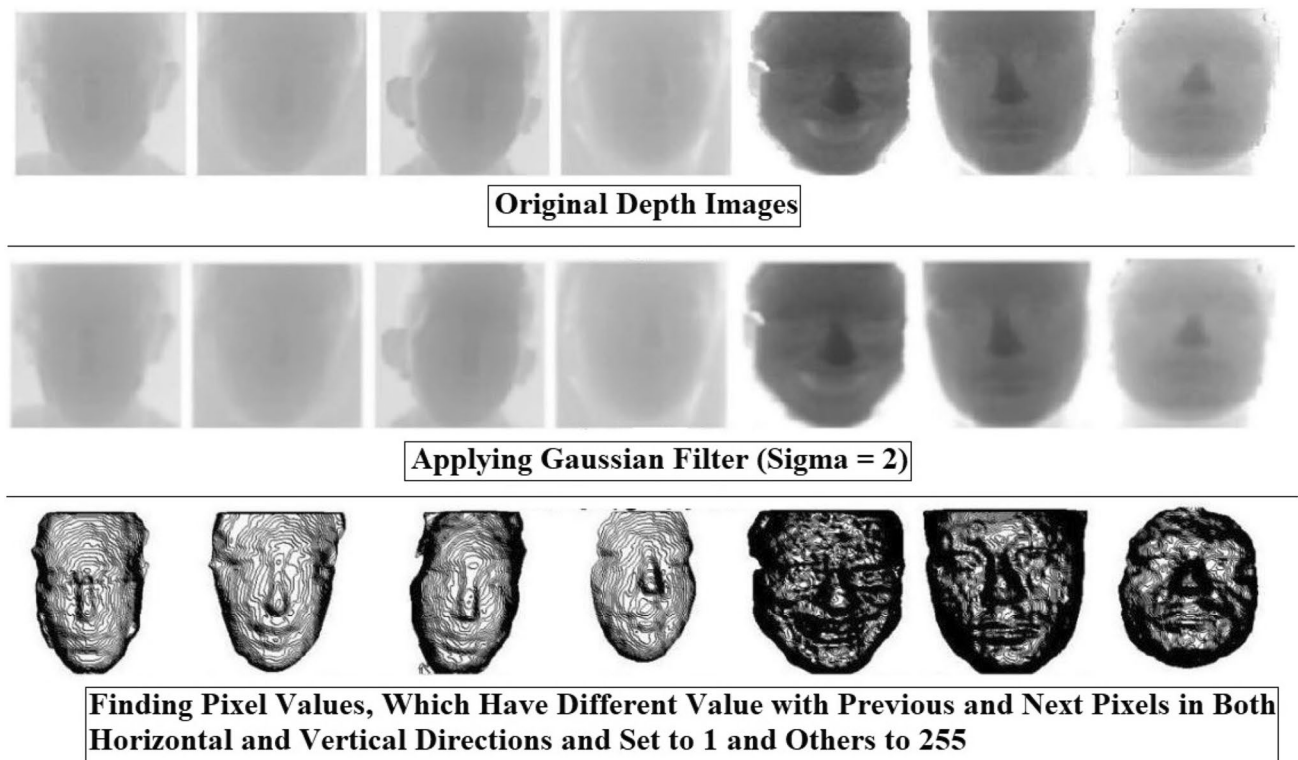 Original Depth Images
Applying Gaussian Filter (Sigma = 2)
Finding Pixel Values, Which Have Different Value with Previous and Next Pixels in Both
Horizontal and Vertical Directions and Set to 1 and Others to 255